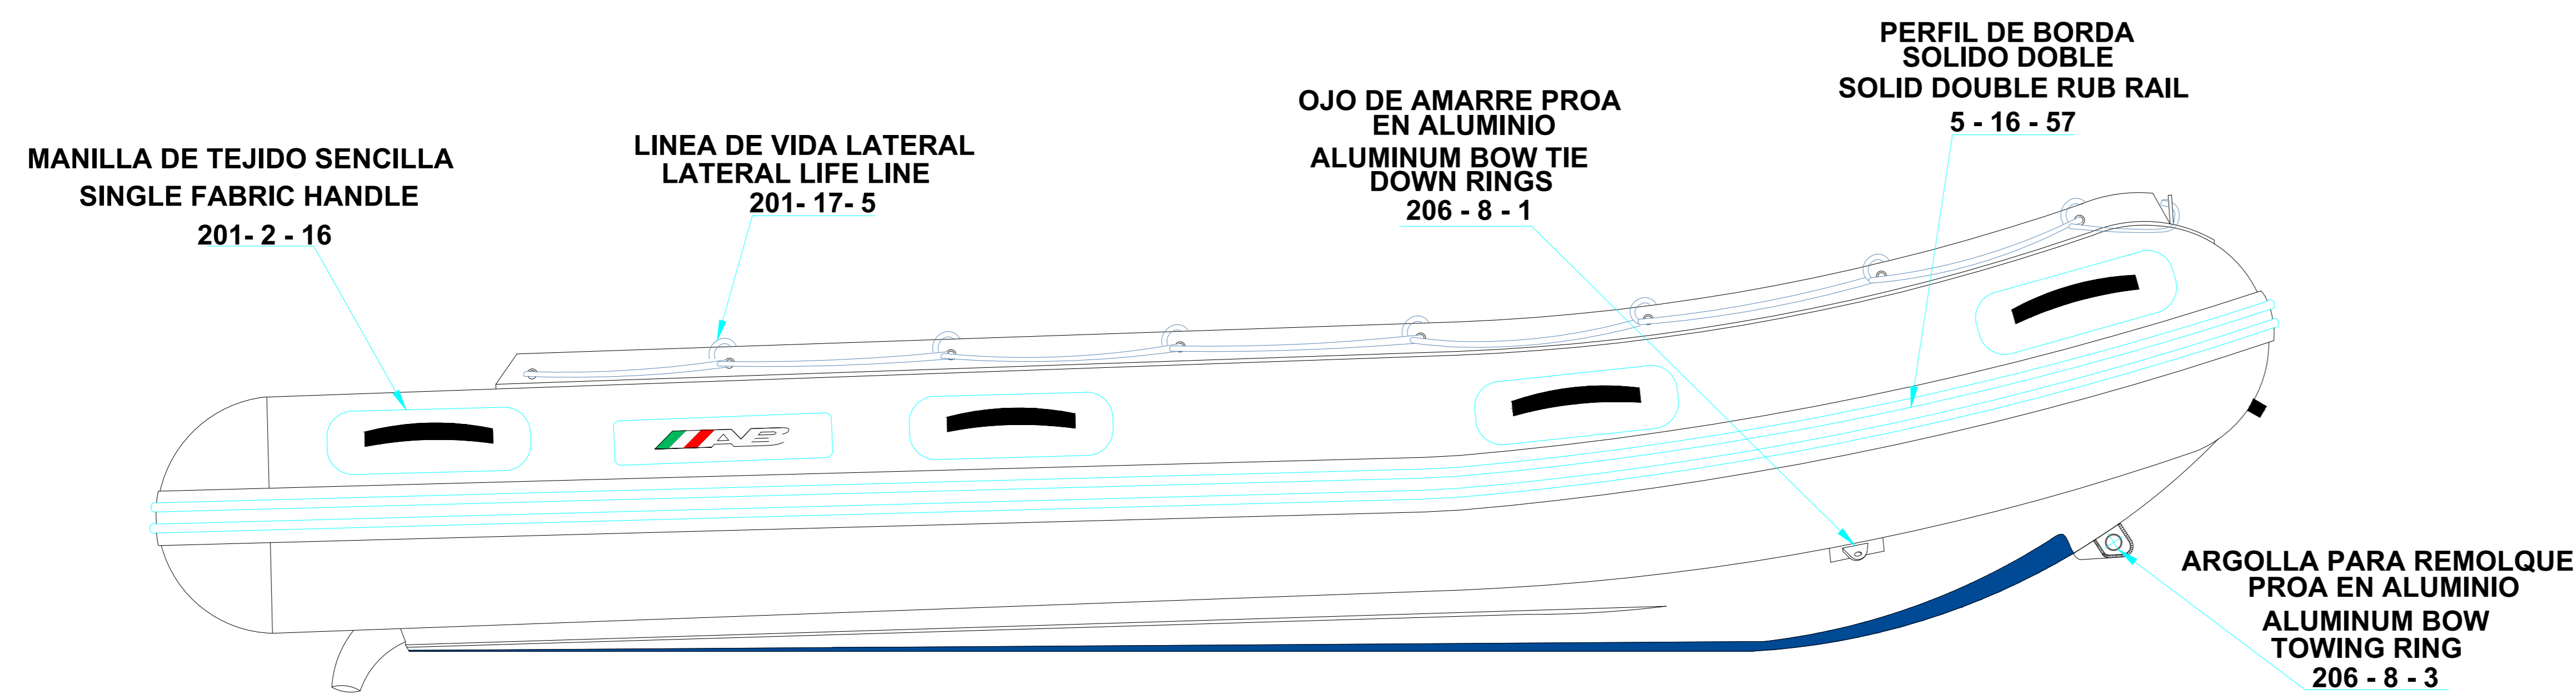 MANILLA DE TEJIDO SENCILLA
SINGLE FABRIC HANDLE
201- 2 - 16
LINEA DE VIDA LATERAL
LATERAL LIFE LINE
201- 17- 5
OJO DE AMARRE PROA
EN ALUMINIO
ALUMINUM BOW TIE
DOWN RINGS
206 - 8 - 1
PERFIL DE BORDA
SOLIDO DOBLE
SOLID DOUBLE RUB RAIL
5 - 16 - 57
AB
ARGOLLA PARA REMOLQUE
PROA EN ALUMINIO
ALUMINUM BOW
TOWING RING
206 - 8 - 3